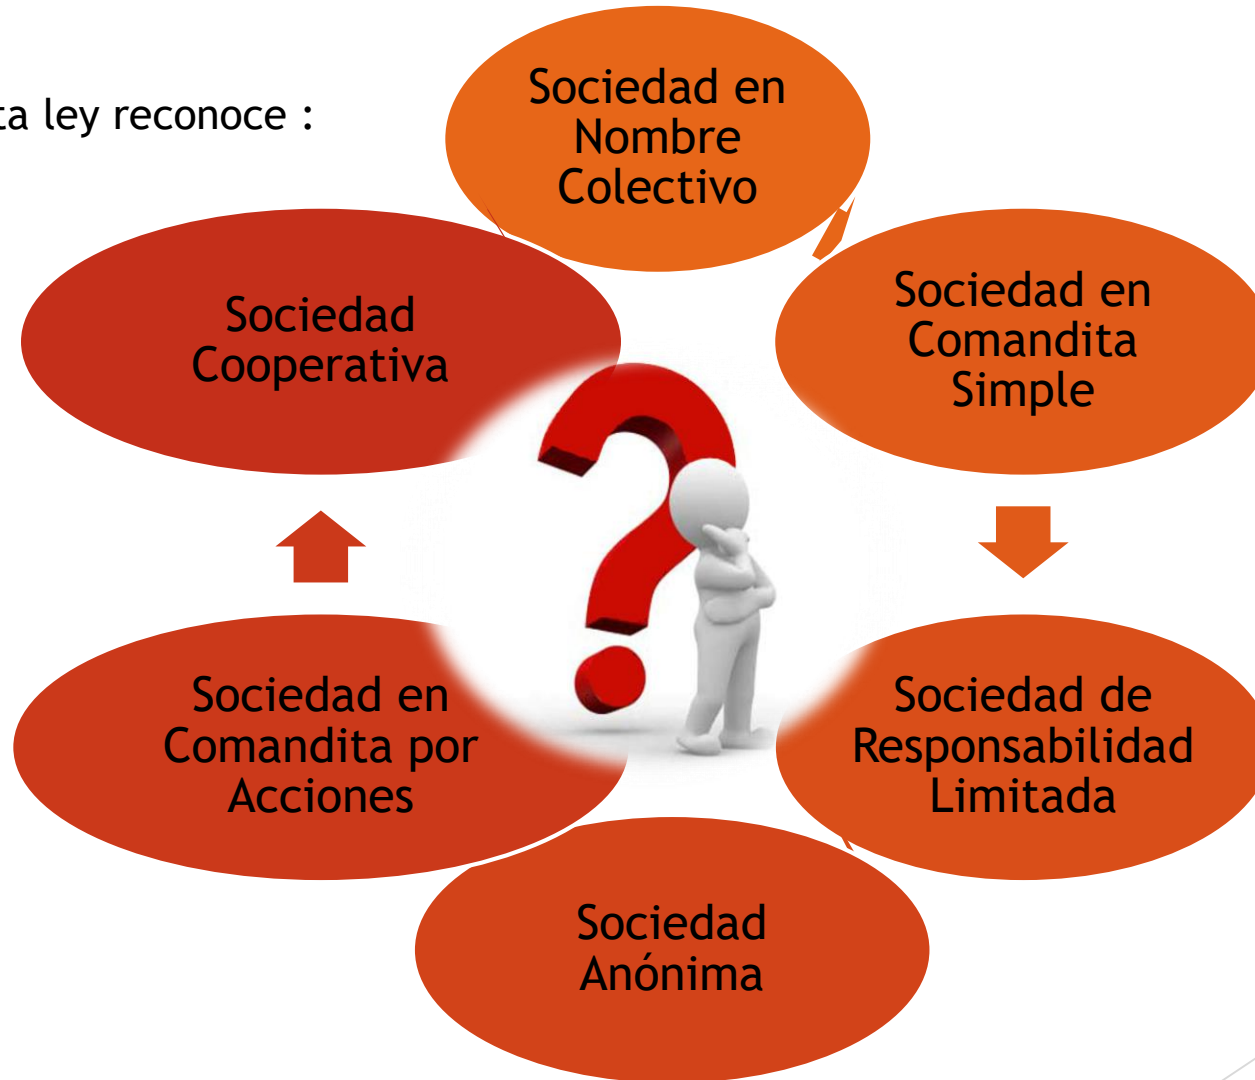 ta ley reconoce :
Sociedad en
Nombre
Colectivo
Sociedad en
Comandita
Simple
Sociedad de
Responsabilidad
Limitada
Sociedad
Anónima
Sociedad en
Comandita por
Acciones
Sociedad
Cooperativa